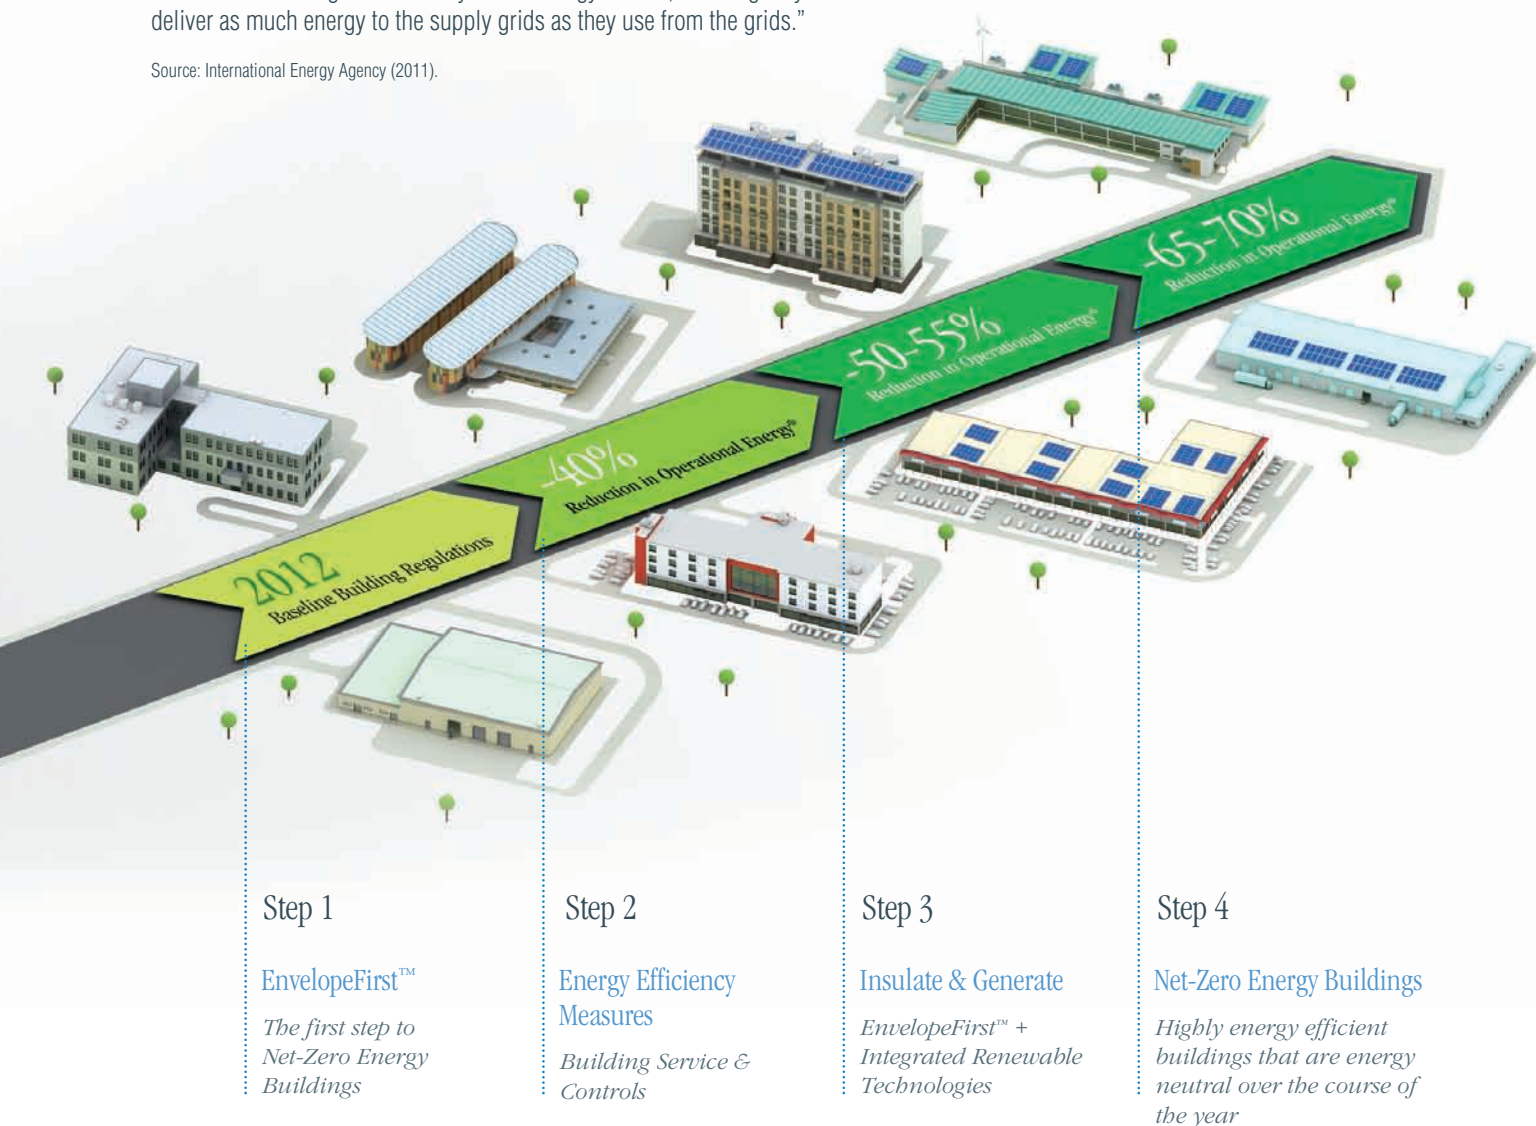 deliver as much energy to the supply grids as they use from the grids.”
Source: International Energy Agency (2011).
-65-70%
Reduction in Operational Energy*
-50-55%
Reduction in Operational Energy*
-40%
Reduction in Operational Energy*
2012
Baseline Building Regulations
Step 1
EnvelopeFirst™
The first step to
Net-Zero Energy
Buildings
Step 2
Energy Efficiency
Measures
Building Service &
Controls
Step 3
Insulate & Generate
EnvelopeFirst™ +
Integrated Renewable
Technologies
Step 4
Net-Zero Energy Buildings
Highly energy efficient
buildings that are energy
neutral over the course of
the year